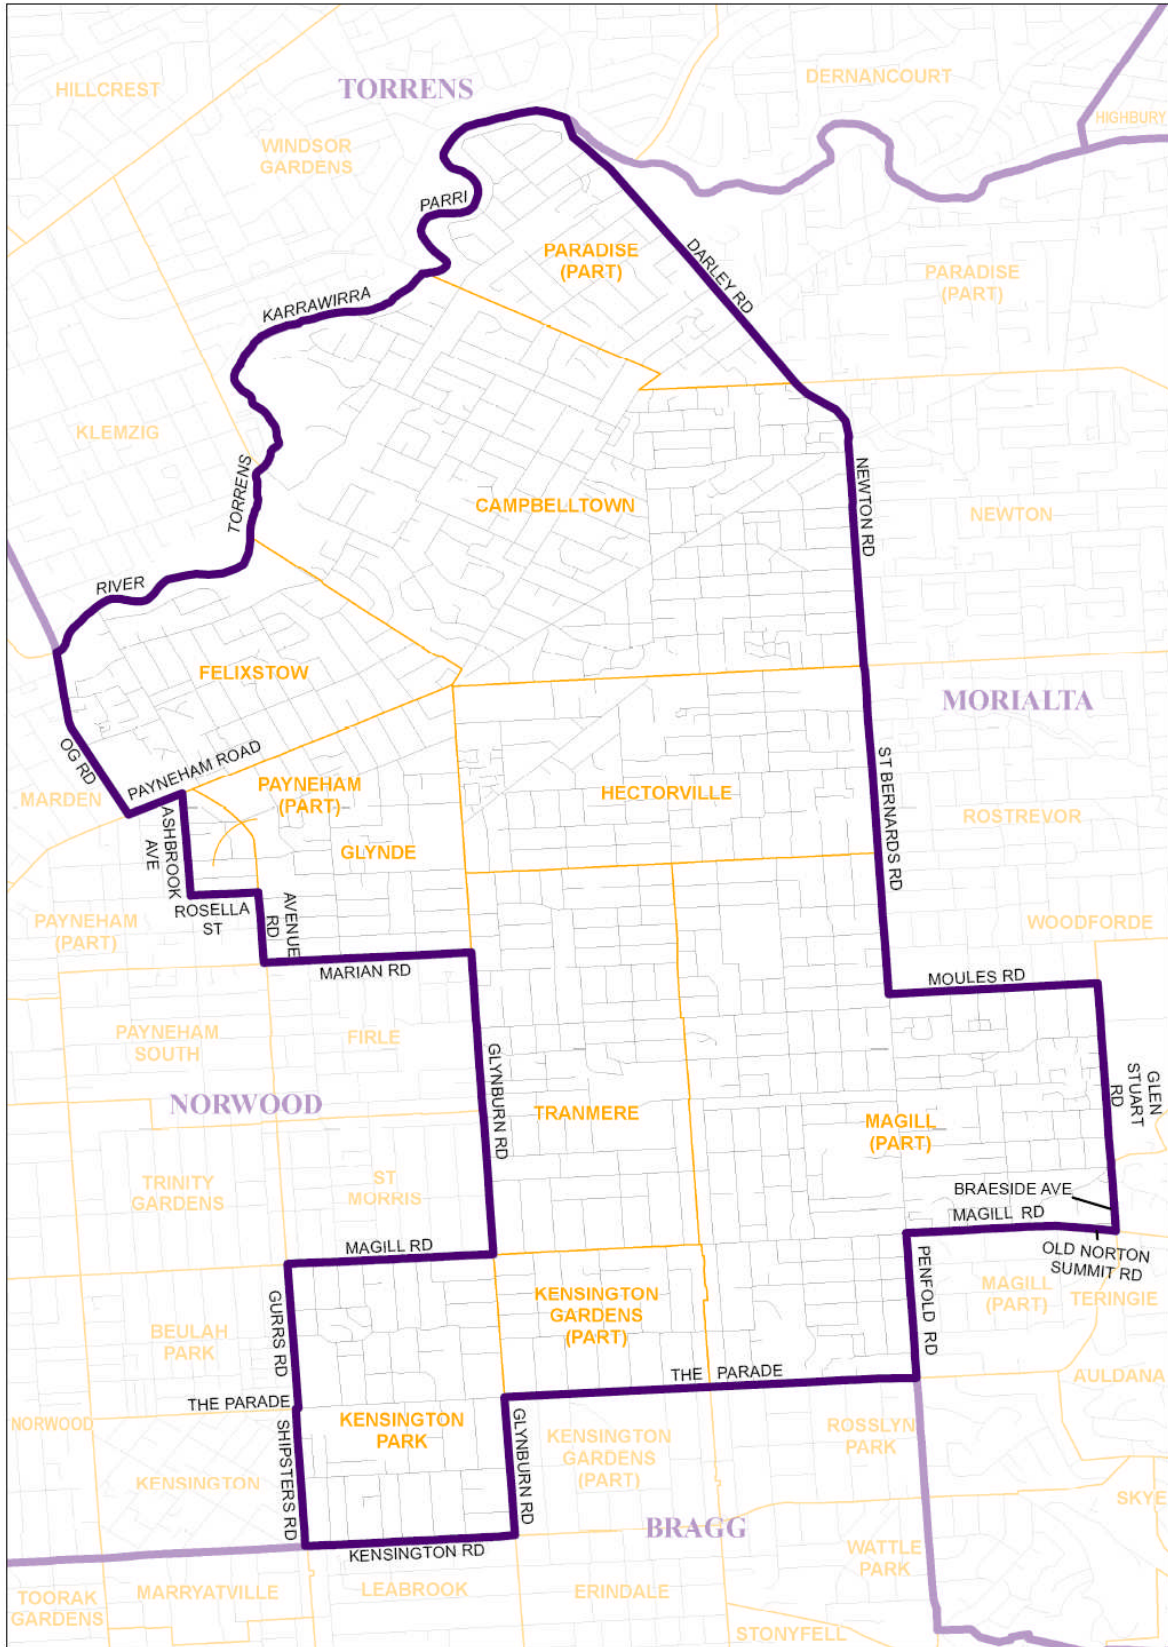 TORRENS
DERNANCOURT
HILLCREST
HIGHBURY
WINDSOR
GARDENS
PARRI
PARADISE
(PART)
DARLEY RD
PARADISE
(PART)
KARRAWIRRA
KLEMZIG
TORRENS
CAMPBELLTOWN
NEWTON RD
NEWTON
RIVER
FELIXSTOW
MORIALTA
OG RD
PAYNEHAM ROAD
MARDEN
PAYNEHAM
(PART)
HECTORVILLE
ST BERNARDS RD
ROSTREVOR
ASHBROOK
AVE
GLYNDE
PAYNEHAM
(PART)
ROSELLA
ST
AVENUE
RD
WOODFORDE
MARIAN RD
MOULES RD
PAYNEHAM
SOUTH
FIRLE
GLYNBURN RD
GLEN
STUART
RD
NORWOOD
TRANMERE
MAGILL
(PART)
TRINITY
GARDENS
ST
MORRIS
BRAESIDE AVE
MAGILL RD
MAGILL RD
OLD NORTON
SUMMIT RD
GURRS RD
KENSINGTON
GARDENS
(PART)
PENFOLD RD
MAGILL
(PART)
TERINGIE
BEULAH
PARK
THE PARADE
AULDANA
THE PARADE
NORWOOD
KENSINGTON
PARK
SHIPSTERS RD
GLYNBURN RD
KENSINGTON
GARDENS
(PART)
ROSSLYN
PARK
KENSINGTON
SKYE
BRAGG
KENSINGTON RD
WATTLE
PARK
TOORAK
GARDENS
MARRYATVILLE
LEABROOK
ERINDALE
STONYFELL